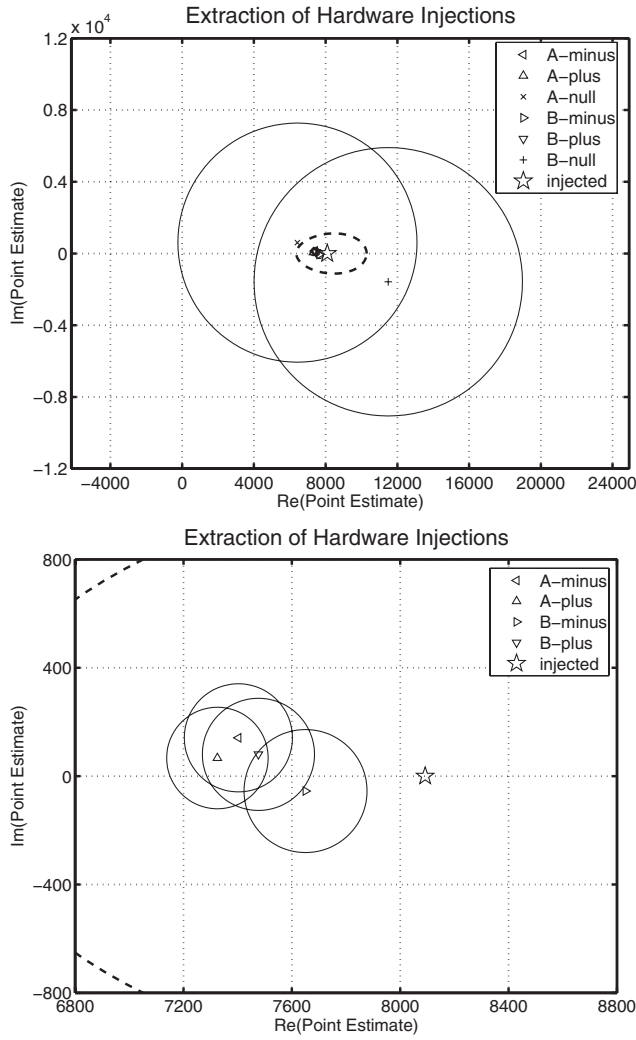 Extraction of Hardware Injections
x 10⁴
1.2
0.8
0.4
0
−0.4
−0.8
−1.2
Im(Point Estimate)
A−minus
A−plus
A−null
B−minus
B−plus
B−null
injected
−4000 0 4000 8000 12000 16000 20000 24000
Re(Point Estimate)
Extraction of Hardware Injections
800
400
0
−400
−800
Im(Point Estimate)
A−minus
A−plus
B−minus
B−plus
injected
6800 7200 7600 8000 8400 8800
Re(Point Estimate)